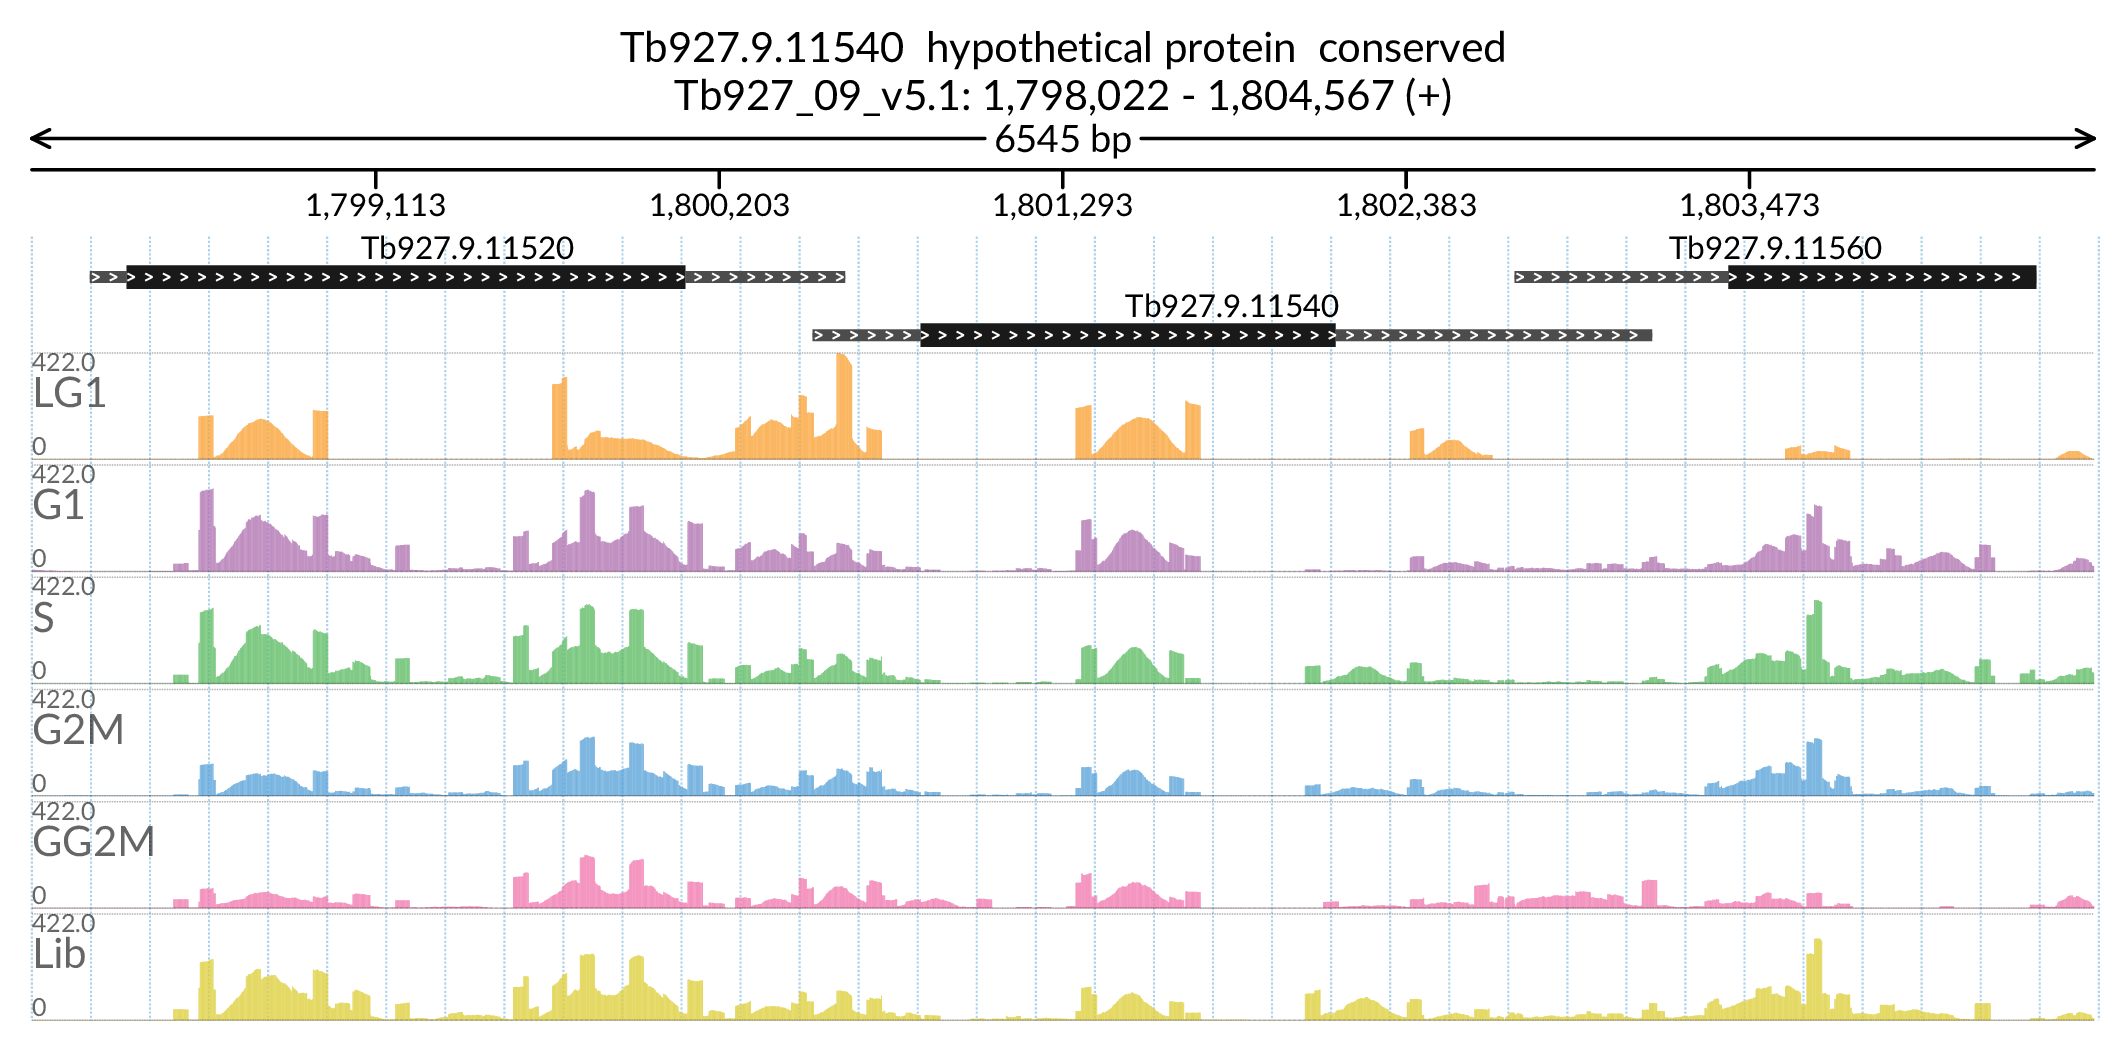 Tb927.9.11540  hypothetical protein  conserved
Tb927_09_v5.1: 1,798,022 - 1,804,567 (+)
6545 bp
1,799,113 1,800,203 1,801,293 1,802,383 1,803,473
Tb927.9.11520 Tb927.9.11560
Tb927.9.11540
422.0
LG1
0
422.0
G1
0
422.0
S
0
422.0
G2M
0
422.0
GG2M
0
422.0
Lib
0